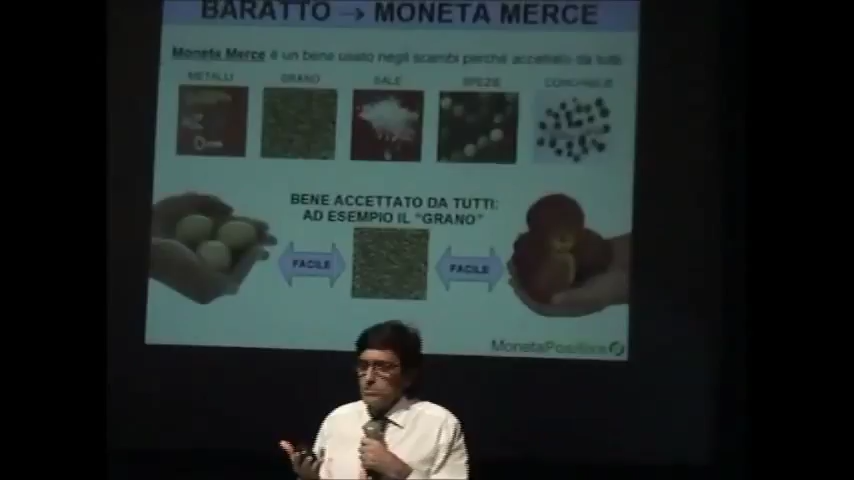 BARATTO → MONETA MERCE
Moneta Merce è un bene usato negli scambi perché accettato da tutti
METALLI GRANO SALE SPEZIE CONCHIGLIE
BENE ACCETTATO DA TUTTI:
AD ESEMPIO IL "GRANO"
FACILE FACILE
MonetaPositiva